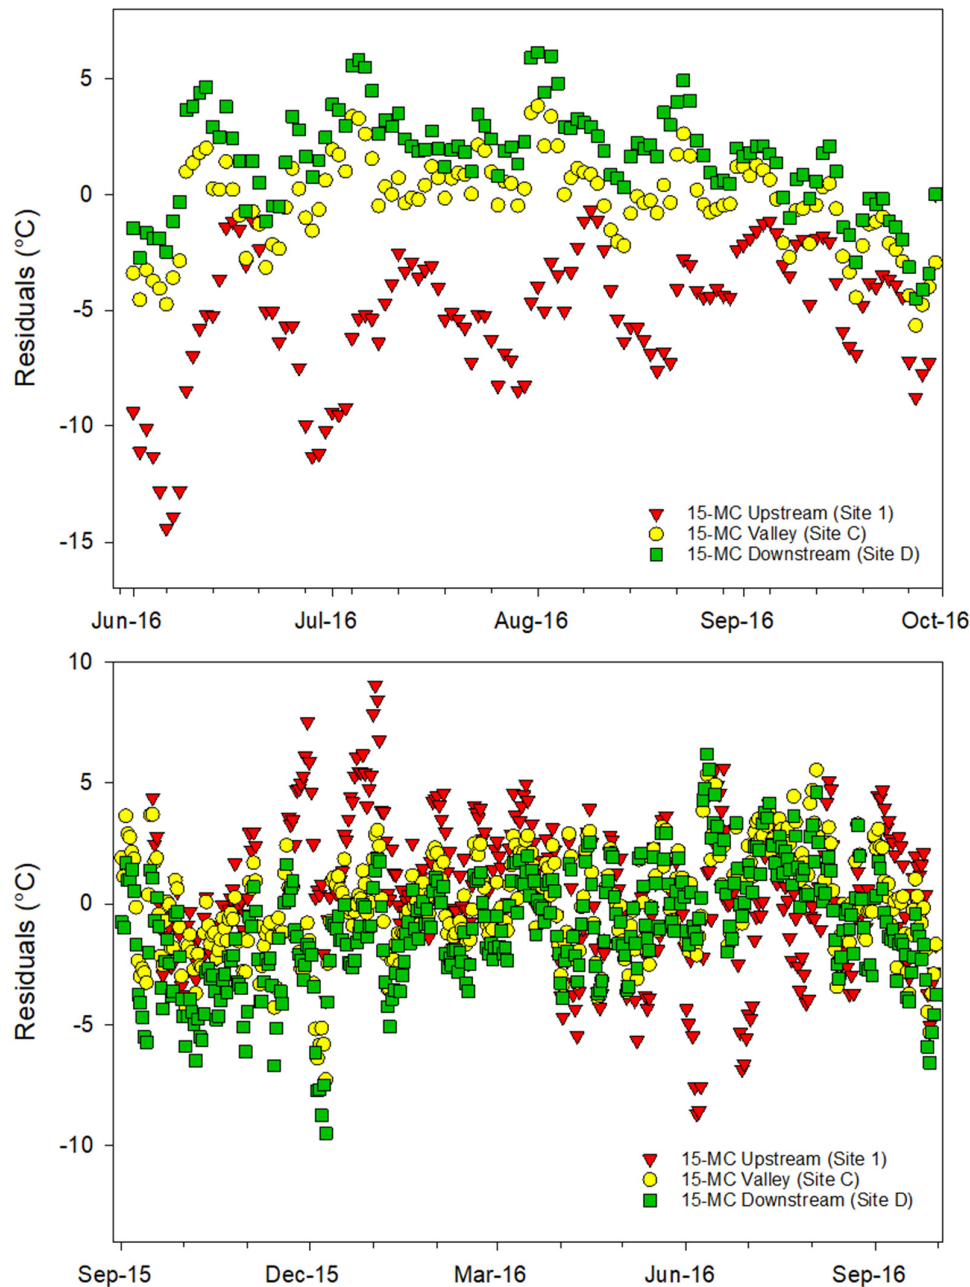 5
0
-5
-10
-15
Residuals (°C)
15-MC Upstream (Site 1)
15-MC Valley (Site C)
15-MC Downstream (Site D)
Jun-16 Jul-16 Aug-16 Sep-16 Oct-16
10
5
0
-5
-10
Residuals (°C)
15-MC Upstream (Site 1)
15-MC Valley (Site C)
15-MC Downstream (Site D)
Sep-15 Dec-15 Mar-16 Jun-16 Sep-16